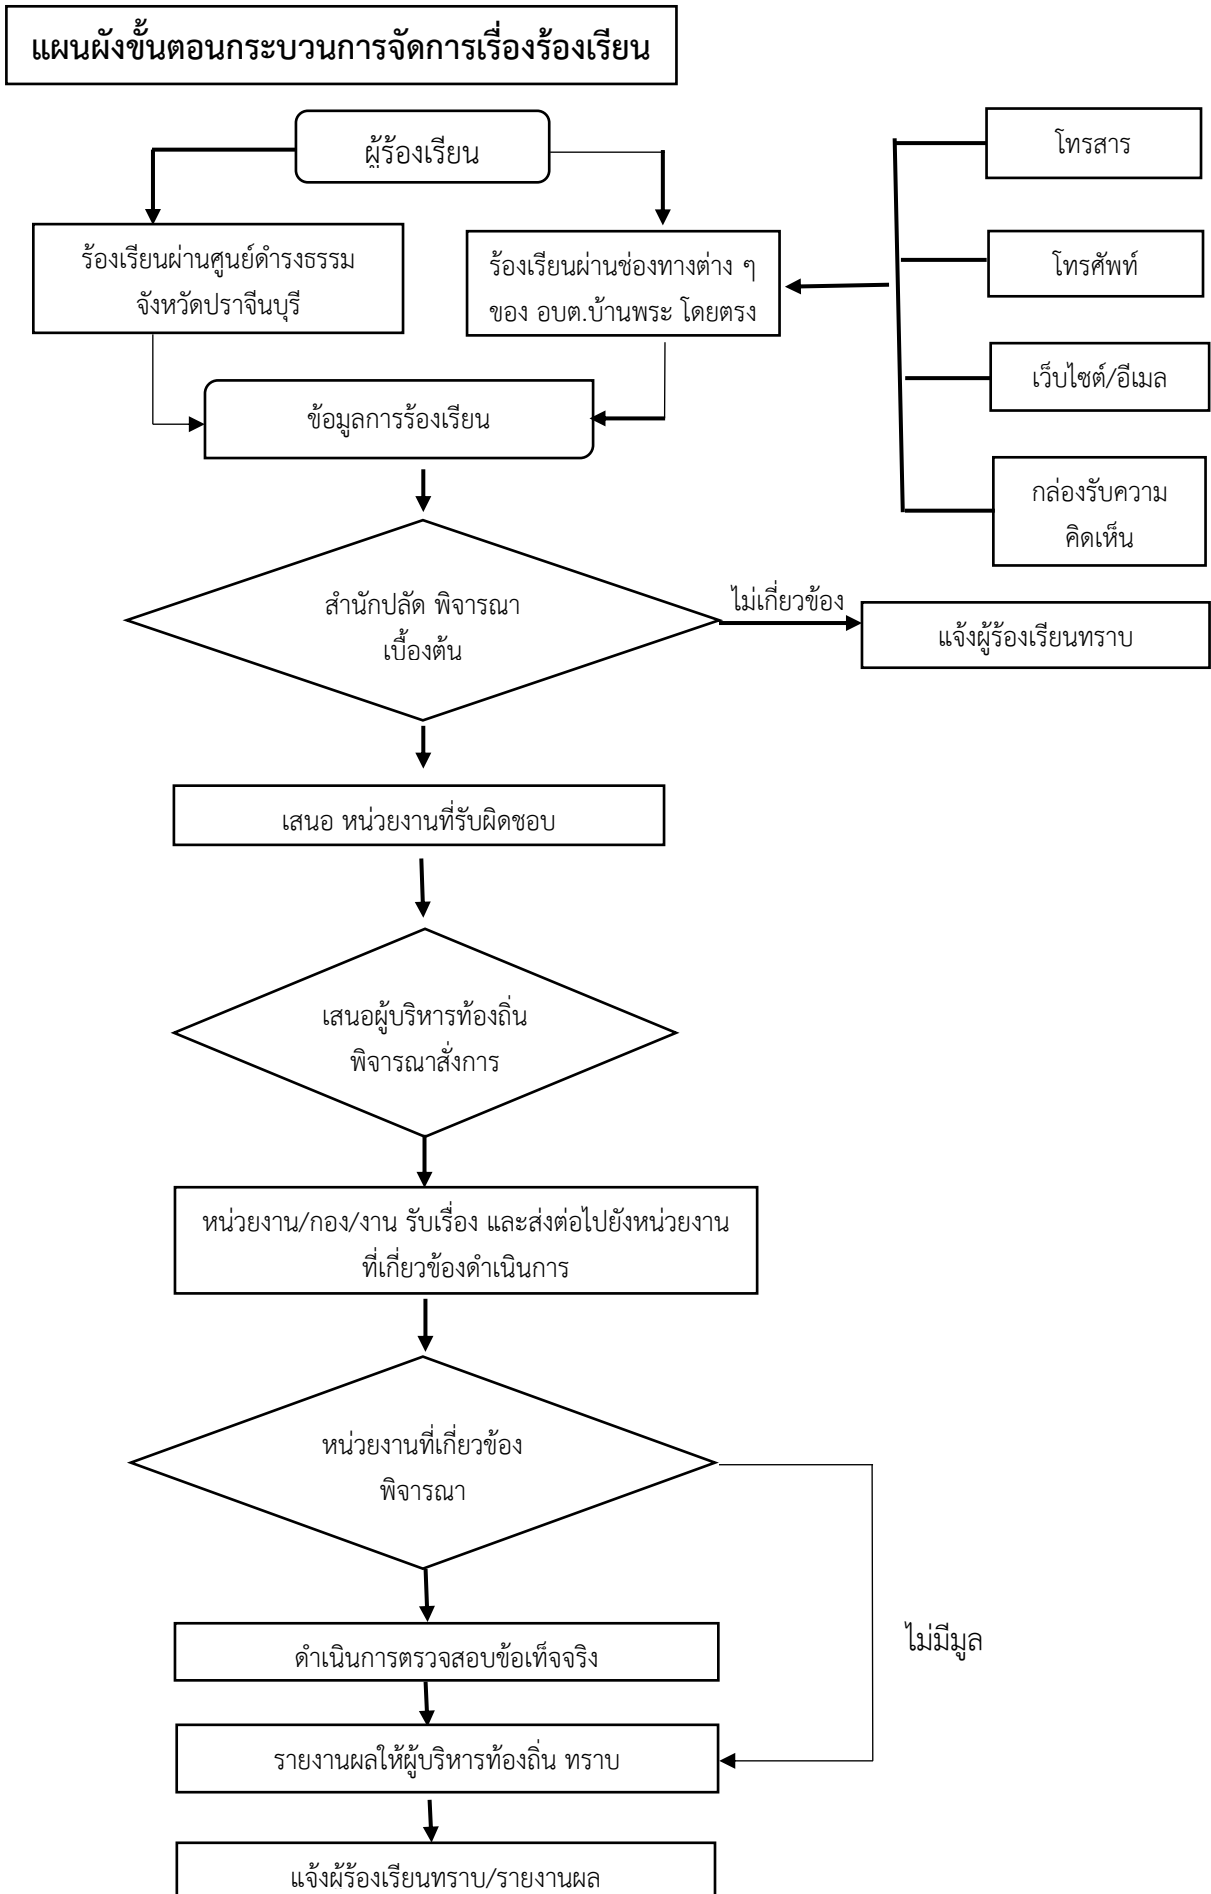 แผนผังขั้นตอนกระบวนการจัดการเรื่องร้องเรียน
ผู้ร้องเรียน
โทรสาร
ร้องเรียนผ่านศูนย์ดำรงธรรม
จังหวัดปราจีนบุรี
ร้องเรียนผ่านช่องทางต่าง ๆ
ของ อบต.บ้านพระ โดยตรง
โทรศัพท์
เว็บไซต์/อีเมล
ข้อมูลการร้องเรียน
กล่องรับความ
คิดเห็น
สำนักปลัด พิจารณา
เบื้องต้น
ไม่เกี่ยวข้อง
แจ้งผู้ร้องเรียนทราบ
เสนอ หน่วยงานที่รับผิดชอบ
เสนอผู้บริหารท้องถิ่น
พิจารณาสั่งการ
หน่วยงาน/กอง/งาน รับเรื่อง และส่งต่อไปยังหน่วยงาน
ที่เกี่ยวข้องดำเนินการ
หน่วยงานที่เกี่ยวข้อง
พิจารณา
ไม่มีมูล
ดำเนินการตรวจสอบข้อเท็จจริง
รายงานผลให้ผู้บริหารท้องถิ่น ทราบ
แจ้งผู้ร้องเรียนทราบ/รายงานผล